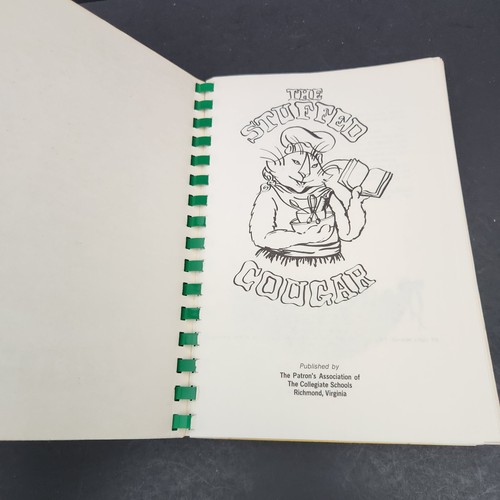 THE
STUFFED
COUGAR
Published by
The Patron's Association of
The Collegiate Schools
Richmond, Virginia